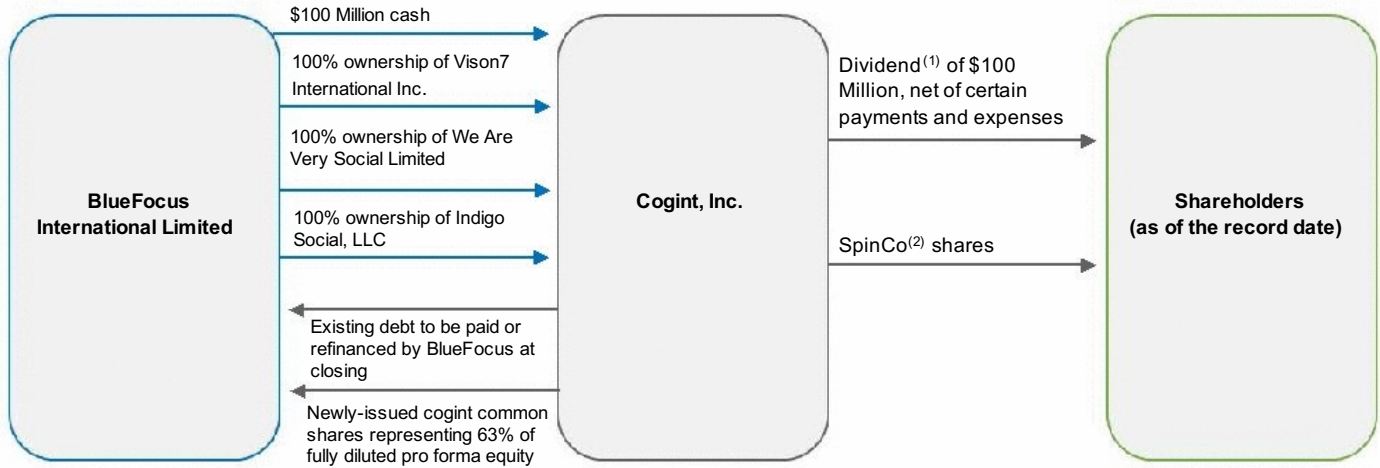 $100 Million cash
100% ownership of Vison7
International Inc.
100% ownership of We Are
Very Social Limited
100% ownership of Indigo
Social, LLC
BlueFocus
International Limited
Existing debt to be paid or
refinanced by BlueFocus at
closing
Newly-issued cogint common
shares representing 63% of
fully diluted pro forma equity
Cogint, Inc.
Dividend(1) of $100
Million, net of certain
payments and expenses
SpinCo(2) shares
Shareholders
(as of the record date)